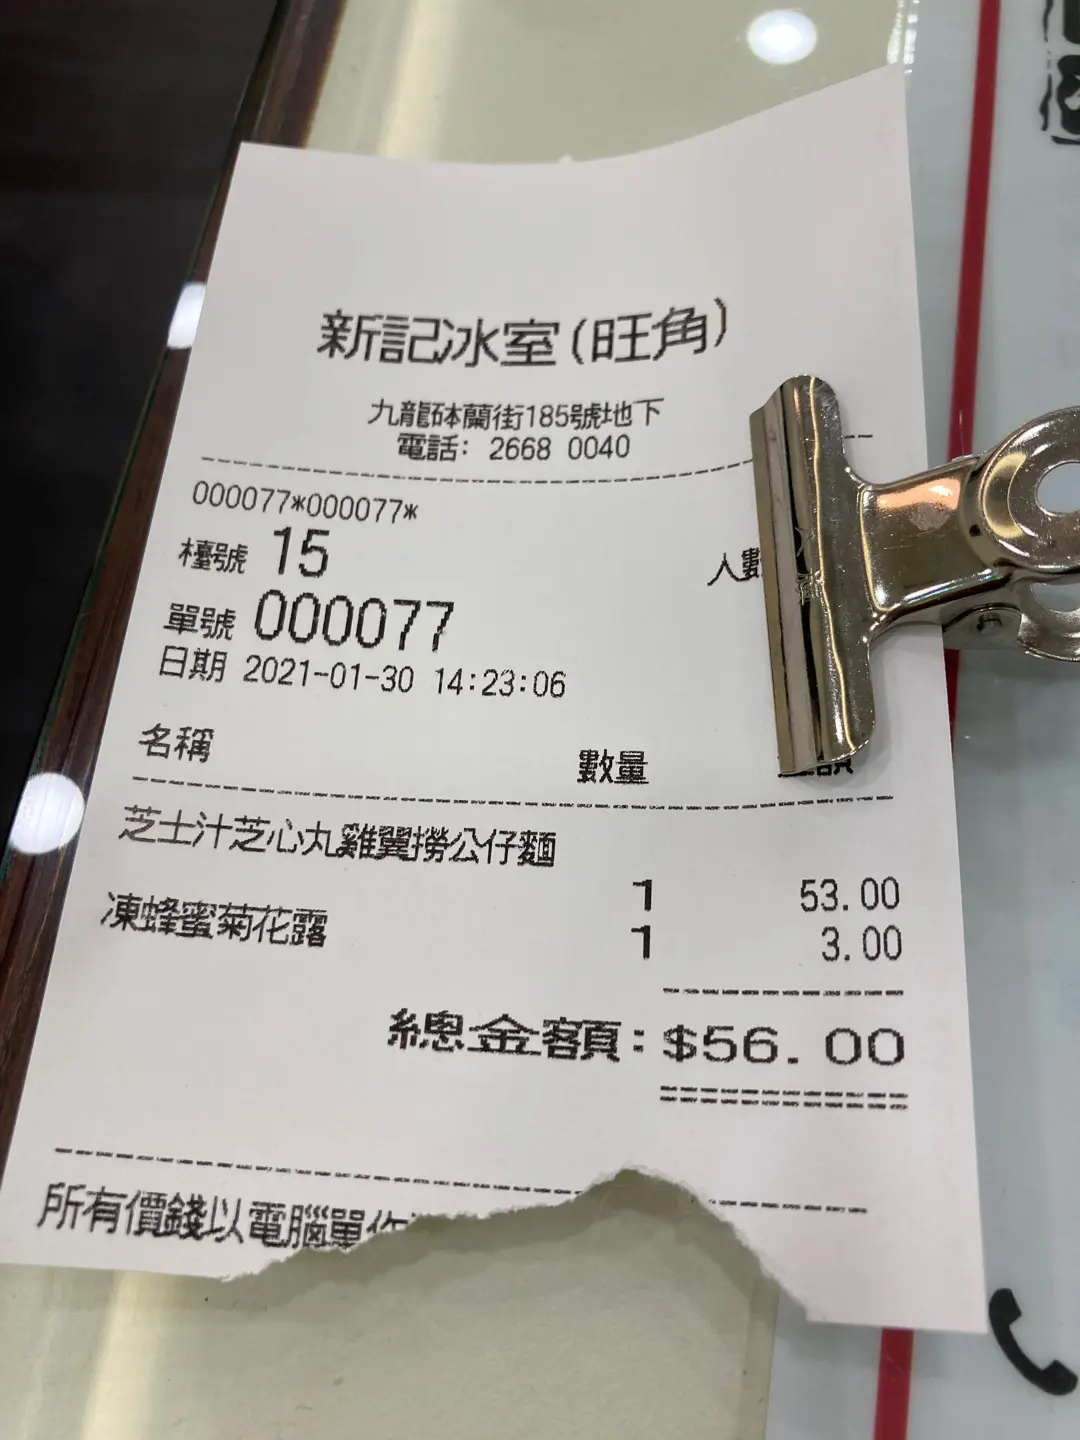 新記冰室(旺角)
九龍砵蘭街185號地下
電話: 2668 0040
000077*000077*
檯號 15 人數
單號 000077
日期 2021-01-30 14:23:06
名稱 數量 金額
芝士汁芝心丸雞翼撈公仔麵
1 53.00
凍蜂蜜菊花露 1 3.00
總金額:$56.00
所有價錢以電腦單作